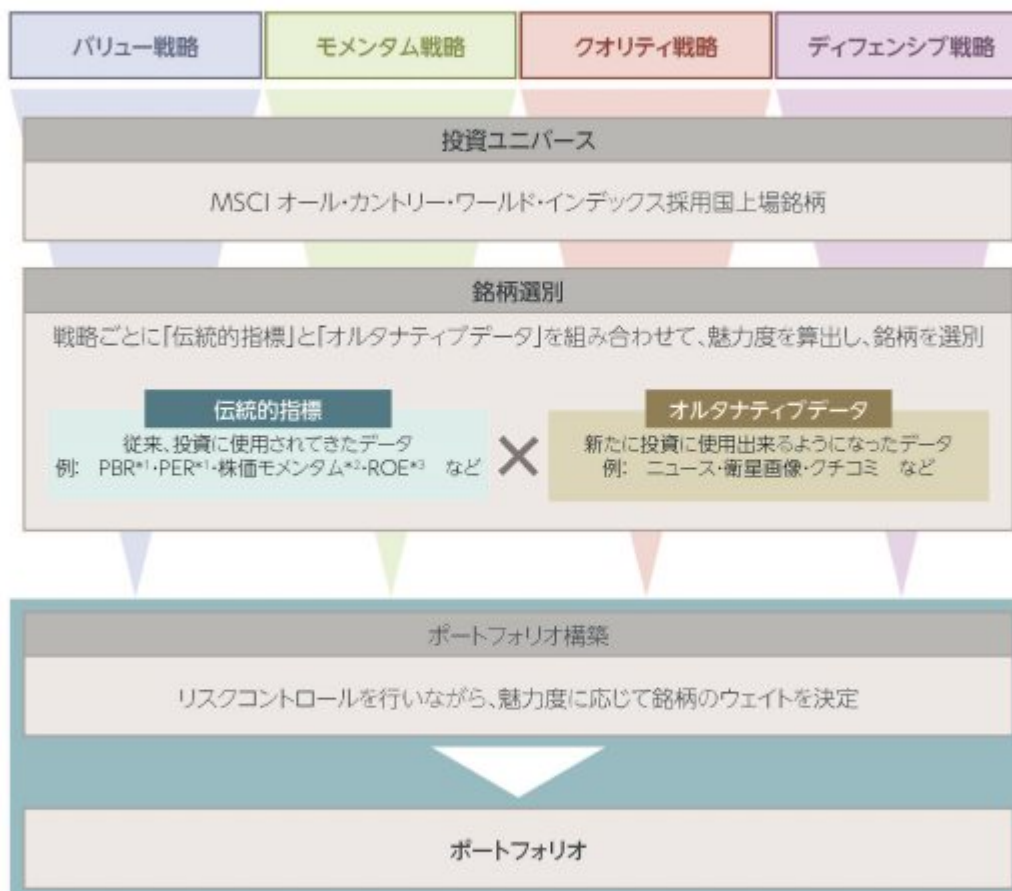 バリュー戦略
モメンタム戦略
クオリティ戦略
ディフェンシブ戦略
投資ユニバース
MSCI オール・カントリー・ワールド・インデックス採用国上場銘柄
銘柄選別
戦略ごとに「伝統的指標」と「オルタナティブデータ」を組み合わせて、魅力度を算出し、銘柄を選別
伝統的指標
従来、投資に使用されてきたデータ
例: PBR*1・PER*1・株価モメンタム*2・ROE*3 など
×
オルタナティブデータ
新たに投資に使用出来るようになったデータ
例: ニュース・衛星画像・クチコミ など
ポートフォリオ構築
リスクコントロールを行いながら、魅力度に応じて銘柄のウェイトを決定
ポートフォリオ